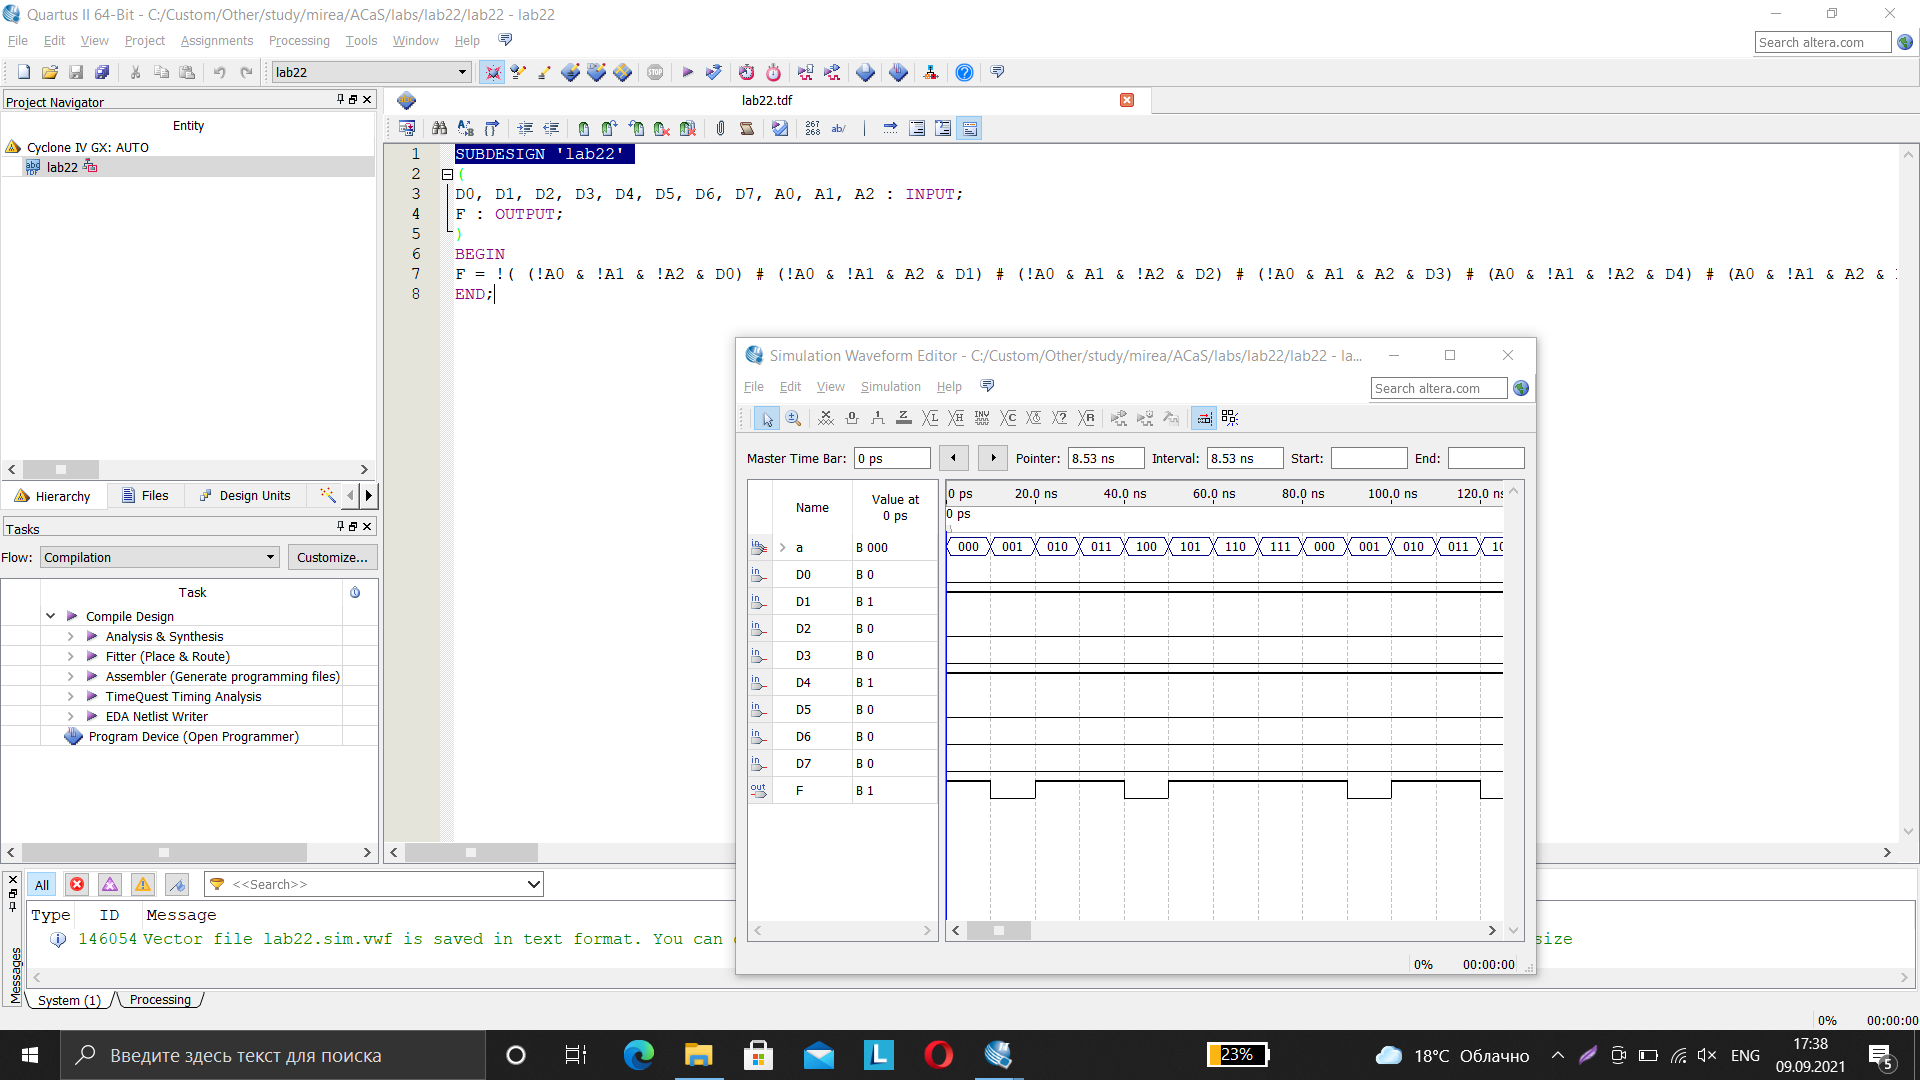 Quartus II 64-Bit - C:/Custom/Other/study/mirea/ACaS/labs/lab22/lab22 - lab22
File Edit View Project Assignments Processing Tools Window Help
Search altera.com
lab22
Project Navigator
Entity
Cyclone IV GX: AUTO
lab22
Hierarchy Files Design Units
Tasks
Flow: Compilation Customize...
Task
Compile Design
Analysis & Synthesis
Fitter (Place & Route)
Assembler (Generate programming files)
TimeQuest Timing Analysis
EDA Netlist Writer
Program Device (Open Programmer)
lab22.tdf
1 SUBDESIGN 'lab22'
2 (
3 D0, D1, D2, D3, D4, D5, D6, D7, A0, A1, A2 : INPUT;
4 F : OUTPUT;
5 )
6 BEGIN
7 F = !( (!A0 & !A1 & !A2 & D0) # (!A0 & !A1 & A2 & D1) # (!A0 & A1 & !A2 & D2) # (!A0 & A1 & A2 & D3) # (A0 & !A1 & !A2 & D4) # (A0 & !A1 & A2 &
8 END;
Simulation Waveform Editor - C:/Custom/Other/study/mirea/ACaS/labs/lab22/lab22 - la...
File Edit View Simulation Help
Search altera.com
Master Time Bar: 0 ps Pointer: 8.53 ns Interval: 8.53 ns Start: End:
Name Value at 0 ps
0 ps 20.0 ns 40.0 ns 60.0 ns 80.0 ns 100.0 ns 120.0 ns
0 ps
a B 000 000 001 010 011 100 101 110 111 000 001 010 011 10
D0 B 0
D1 B 1
D2 B 0
D3 B 0
D4 B 1
D5 B 0
D6 B 0
D7 B 0
F B 1
0% 00:00:00
All <<Search>>
Type ID Message
146054 Vector file lab22.sim.vwf is saved in text format. You can
size
Messages
System (1) Processing
0% 00:00:00
Введите здесь текст для поиска
23%
18°C Облачно
ENG
17:38
09.09.2021
5